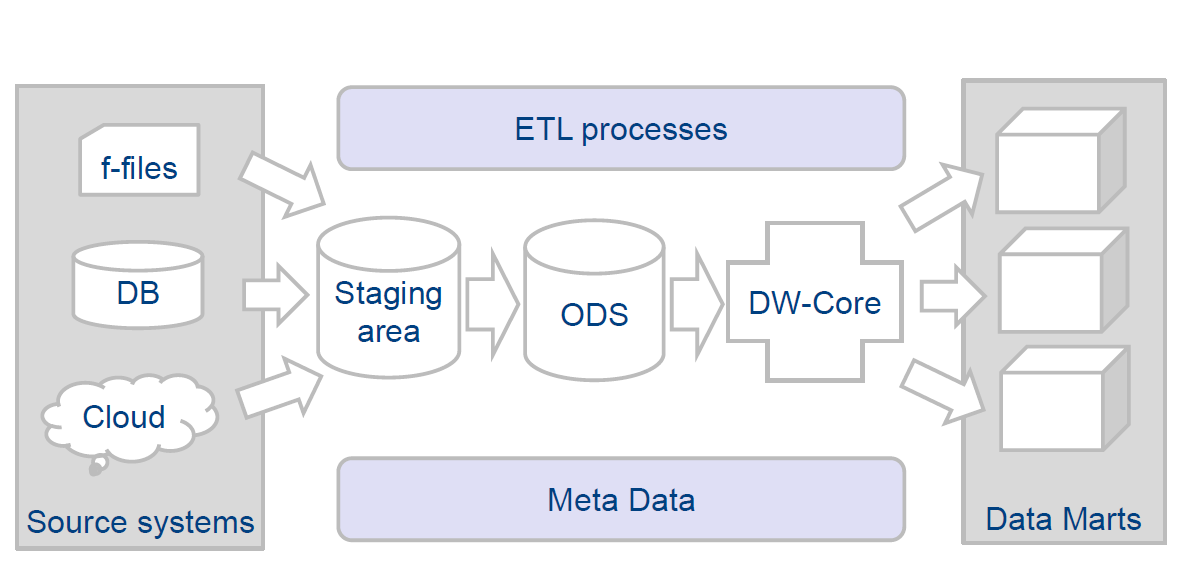 ETL processes
f-files
DB
Cloud
Source systems
Staging
area
ODS
DW-Core
Meta Data
Data Marts